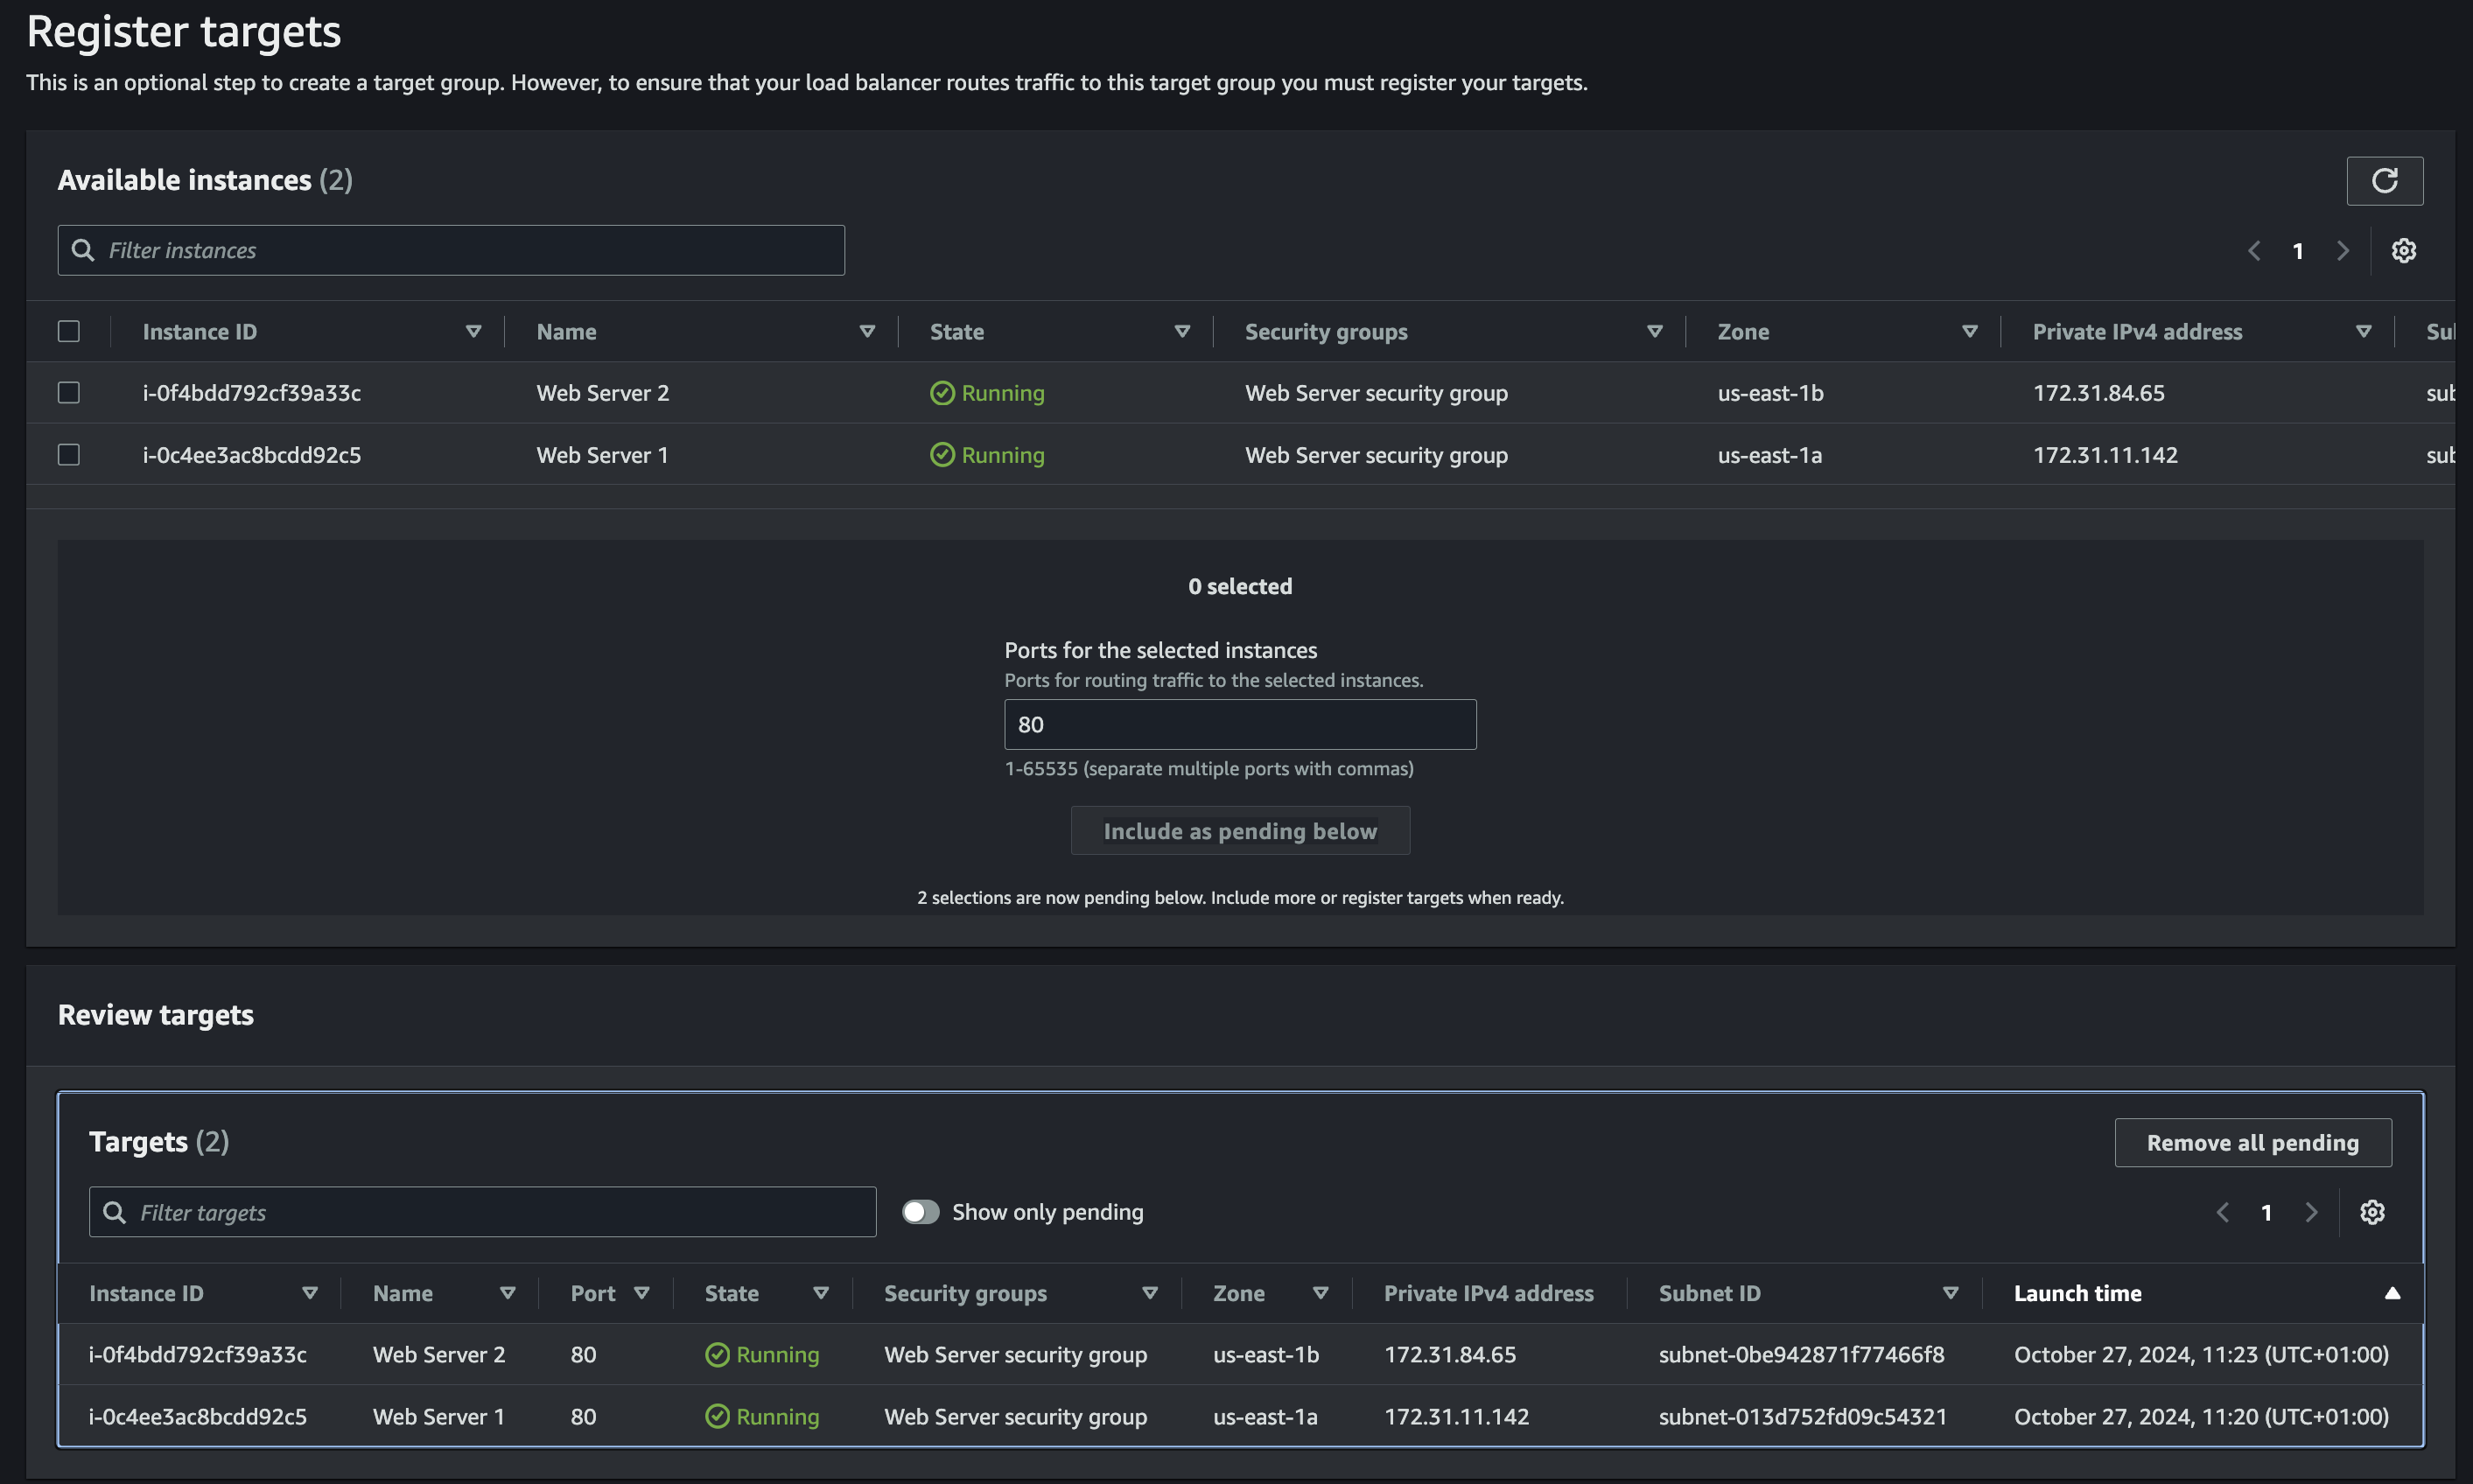 Register targets
This is an optional step to create a target group. However, to ensure that your load balancer routes traffic to this target group you must register your targets.
Available instances (2)
Filter instances
1
Instance ID Name State Security groups Zone Private IPv4 address Su
i-0f4bdd792cf39a33c Web Server 2 Running Web Server security group us-east-1b 172.31.84.65 sub
i-0c4ee3ac8bcdd92c5 Web Server 1 Running Web Server security group us-east-1a 172.31.11.142 sub
0 selected
Ports for the selected instances
Ports for routing traffic to the selected instances.
80
1-65535 (separate multiple ports with commas)
Include as pending below
2 selections are now pending below. Include more or register targets when ready.
Review targets
Targets (2)
Remove all pending
Filter targets
Show only pending
1
Instance ID Name Port State Security groups Zone Private IPv4 address Subnet ID Launch time
i-0f4bdd792cf39a33c Web Server 2 80 Running Web Server security group us-east-1b 172.31.84.65 subnet-0be942871f77466f8 October 27, 2024, 11:23 (UTC+01:00)
i-0c4ee3ac8bcdd92c5 Web Server 1 80 Running Web Server security group us-east-1a 172.31.11.142 subnet-013d752fd09c54321 October 27, 2024, 11:20 (UTC+01:00)